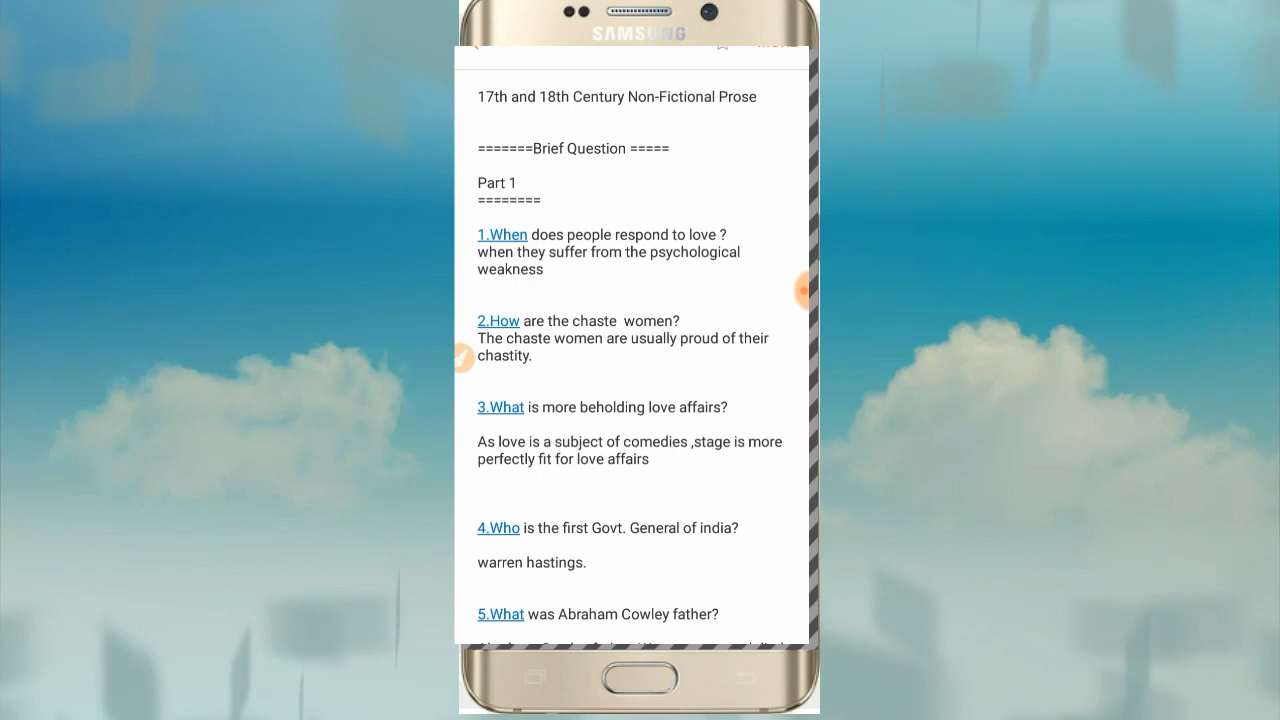 SAMSUNG
17th and 18th Century Non-Fictional Prose
=======Brief Question =====
Part 1
========
1.When does people respond to love ?
when they suffer from the psychological
weakness
2.How are the chaste  women?
The chaste women are usually proud of their
chastity.
3.What is more beholding love affairs?
As love is a subject of comedies ,stage is more
perfectly fit for love affairs
4.Who is the first Govt. General of india?
warren hastings.
5.What was Abraham Cowley father?